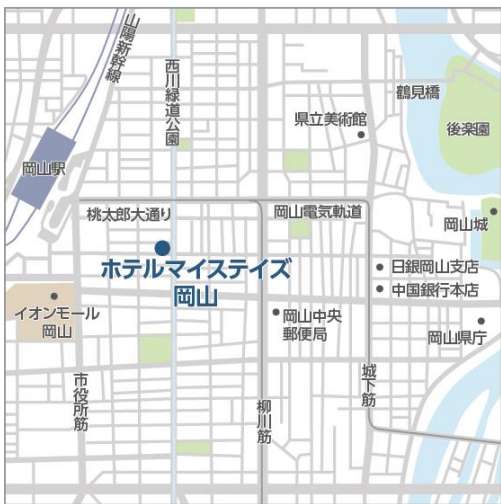 山陽新幹線
西川緑道公園
鶴見橋
県立美術館
後楽園
岡山駅
桃太郎大通り
岡山電気軌道
岡山城
ホテルマイステイズ
岡山
日銀岡山支店
中国銀行本店
イオンモール
岡山
岡山中央
郵便局
岡山県庁
市役所筋
柳川筋
城下筋